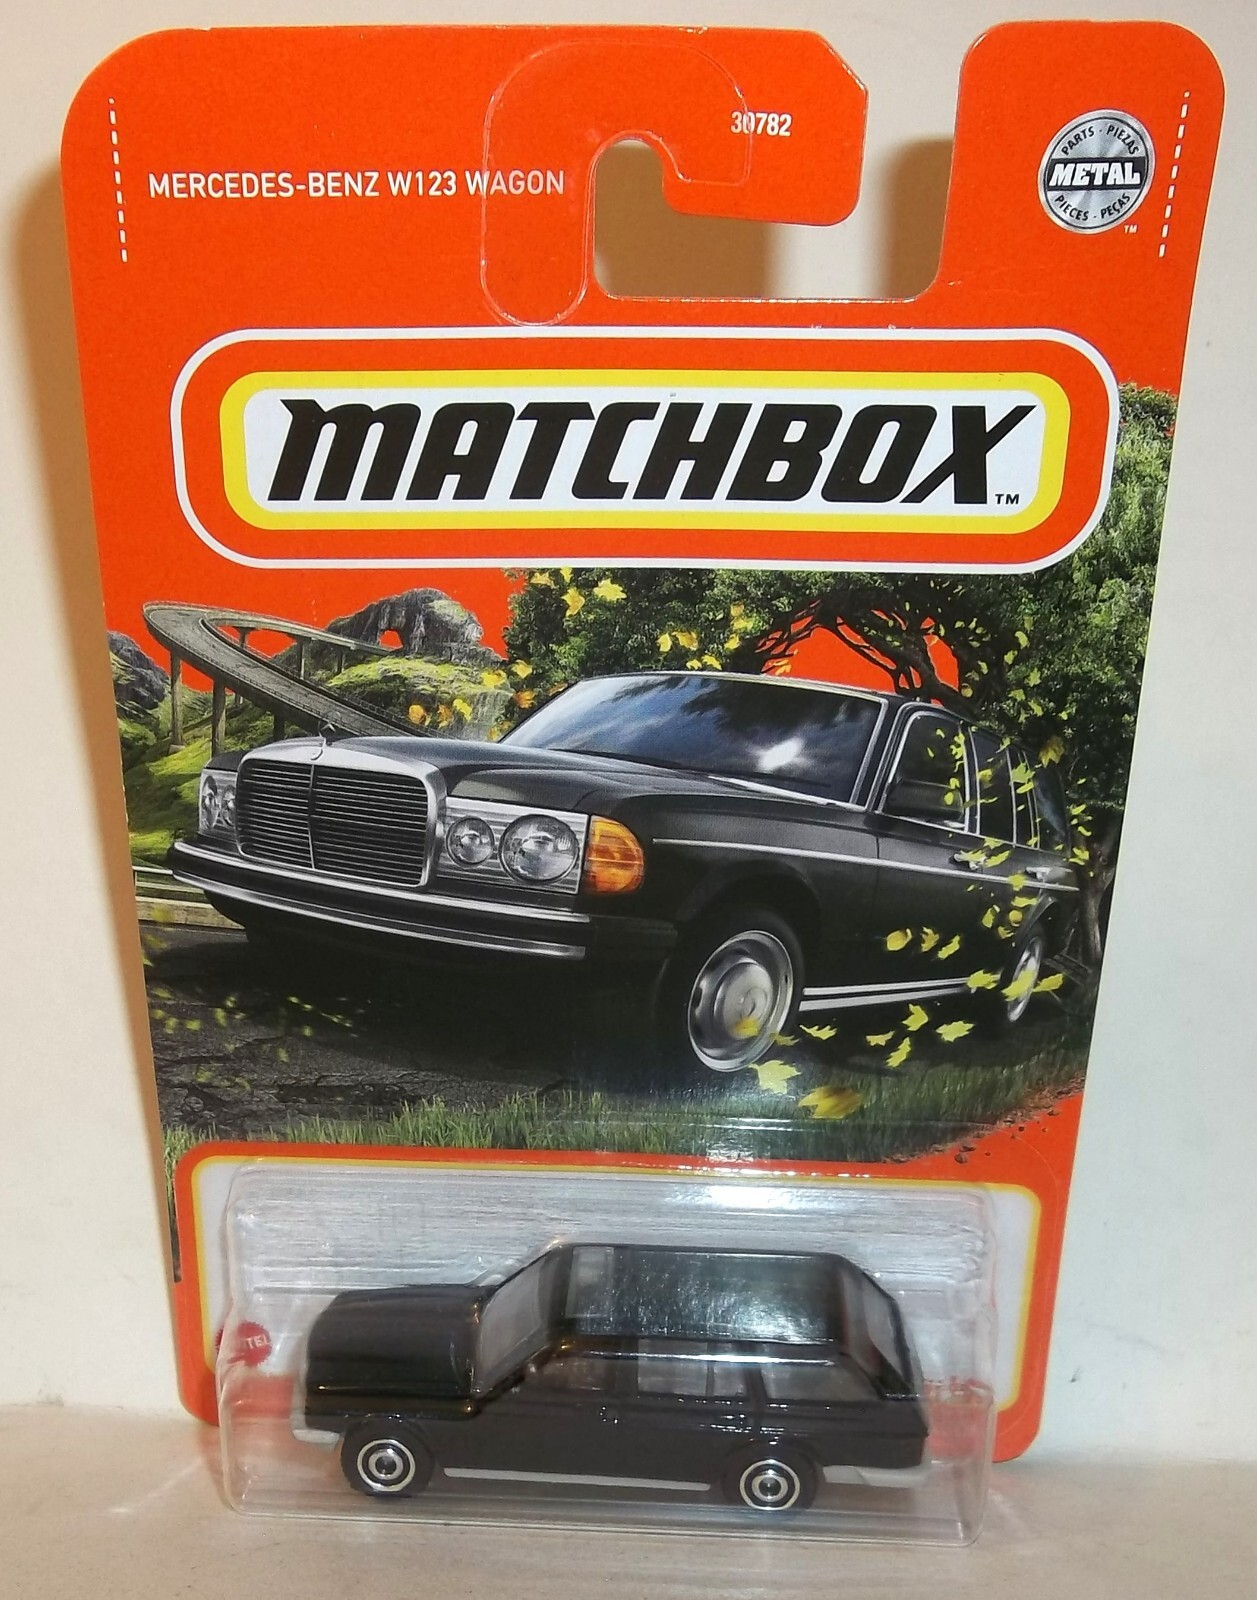 30782
MERCEDES-BENZ W123 WAGON
PARTS - PIEZAS
METAL
PIECES - PEÇAS
TM
MATCHBOX TM